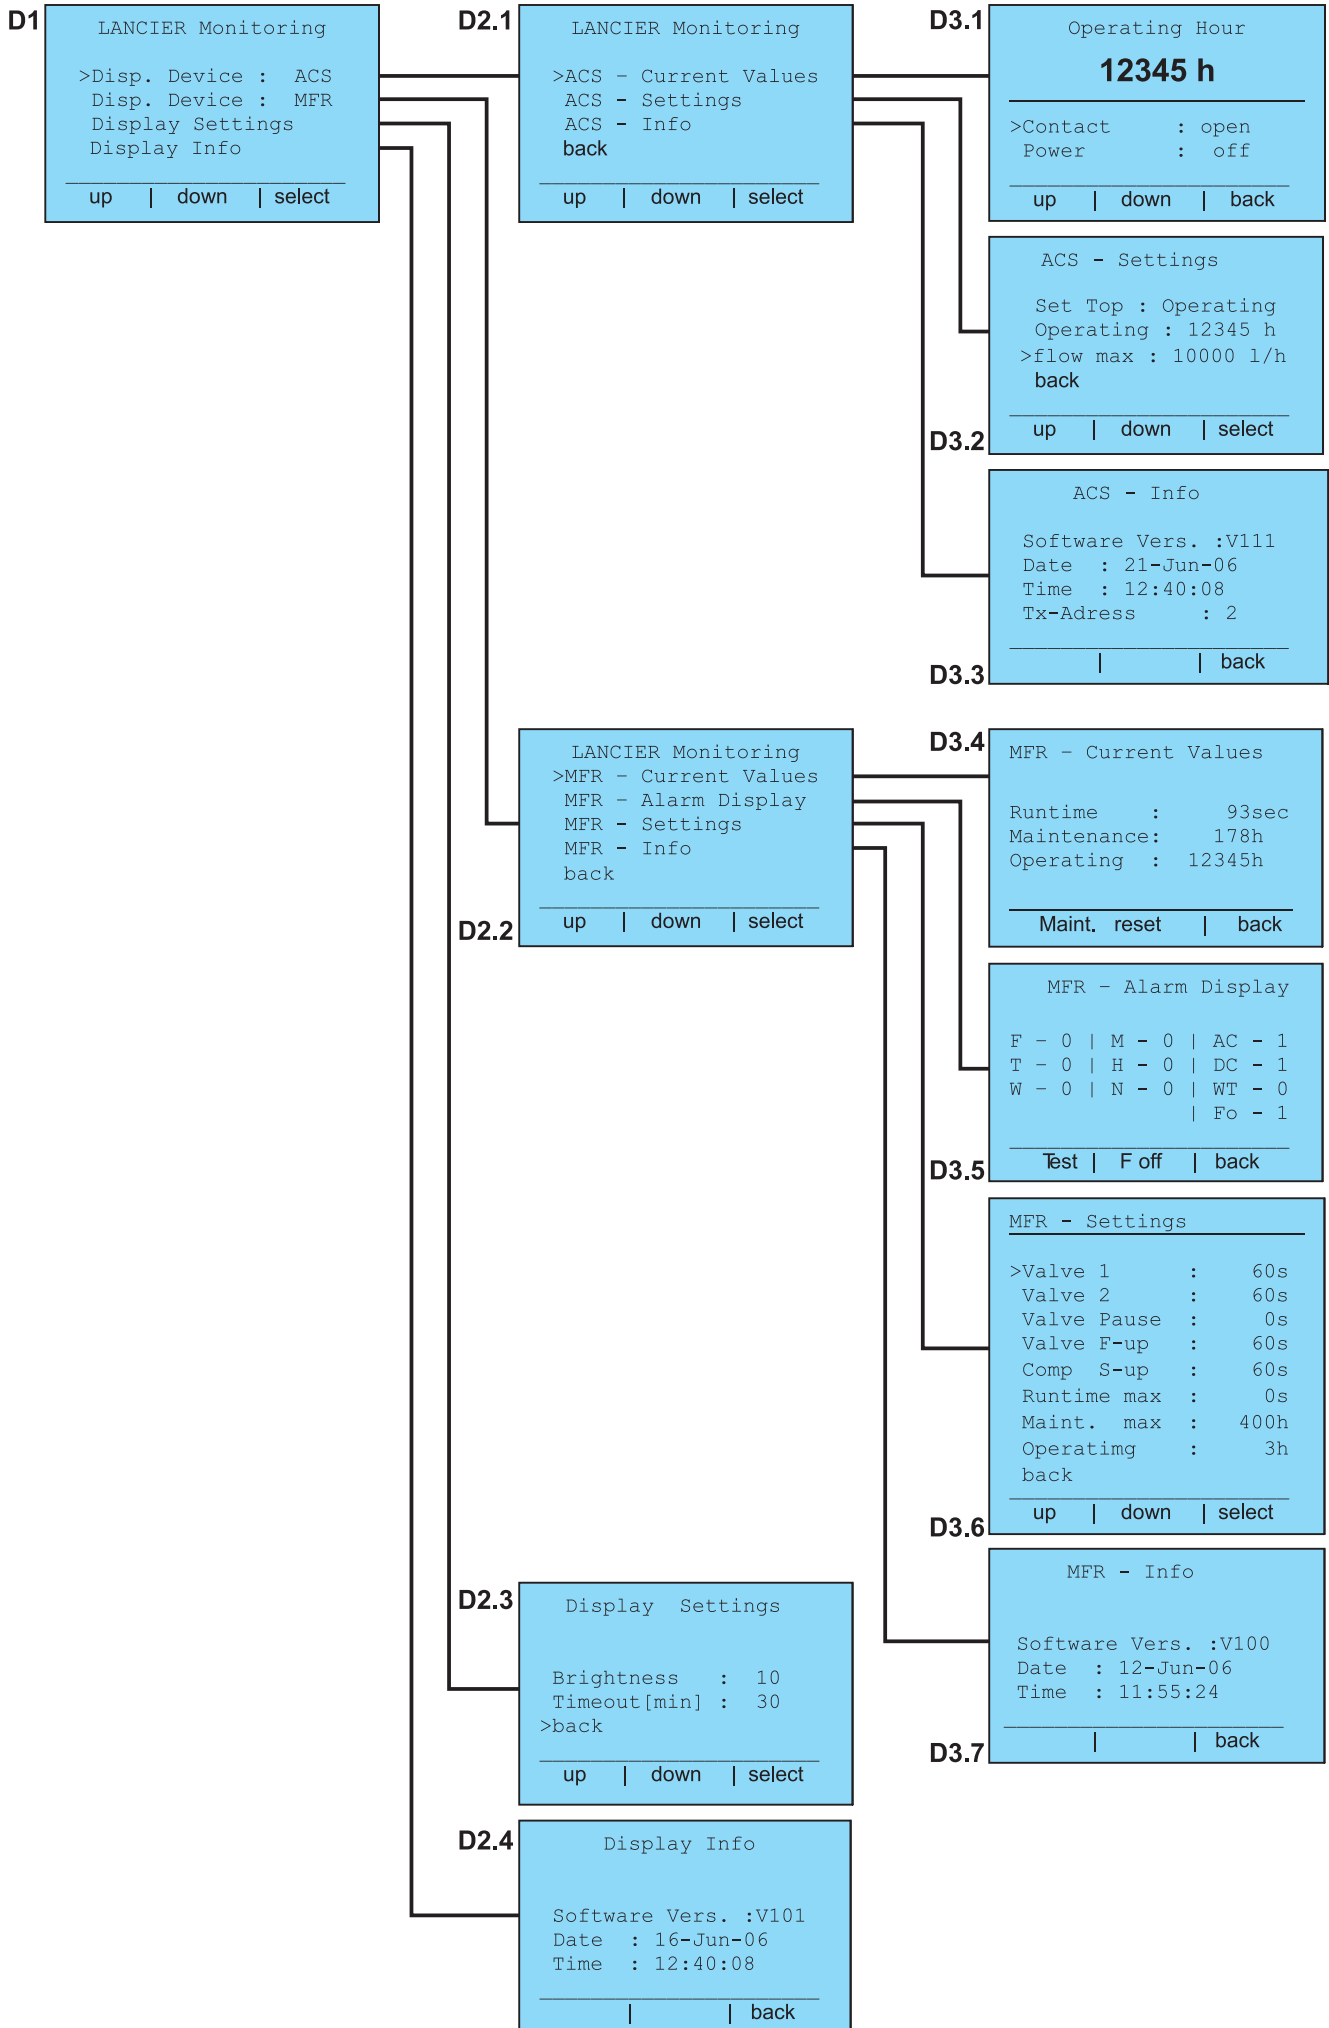 D1
LANCIER Monitoring
>Disp. Device : ACS
Disp. Device : MFR
Display Settings
Display Info
up | down | select
D2.1
LANCIER Monitoring
>ACS - Current Values
ACS - Settings
ACS - Info
back
up | down | select
D3.1
Operating Hour
12345 h
>Contact : open
Power : off
up | down | back
ACS - Settings
Set Top : Operating
Operating : 12345 h
>flow max : 10000 l/h
back
up | down | select
D3.2
ACS - Info
Software Vers. :V111
Date : 21-Jun-06
Time : 12:40:08
Tx-Adress : 2
| | back
D3.3
LANCIER Monitoring
>MFR - Current Values
MFR - Alarm Display
MFR - Settings
MFR - Info
back
up | down | select
D2.2
D3.4
MFR - Current Values
Runtime : 93sec
Maintenance: 178h
Operating : 12345h
Maint. reset | back
MFR - Alarm Display
F - 0 | M - 0 | AC - 1
T - 0 | H - 0 | DC - 1
W - 0 | N - 0 | WT - 0
| Fo - 1
Test | F off | back
D3.5
MFR - Settings
>Valve 1 : 60s
Valve 2 : 60s
Valve Pause : 0s
Valve F-up : 60s
Comp S-up : 60s
Runtime max : 0s
Maint. max : 400h
Operatimg : 3h
back
up | down | select
D3.6
MFR - Info
Software Vers. :V100
Date : 12-Jun-06
Time : 11:55:24
| | back
D3.7
D2.3
Display Settings
Brightness : 10
Timeout[min] : 30
>back
up | down | select
D2.4
Display Info
Software Vers. :V101
Date : 16-Jun-06
Time : 12:40:08
| | back